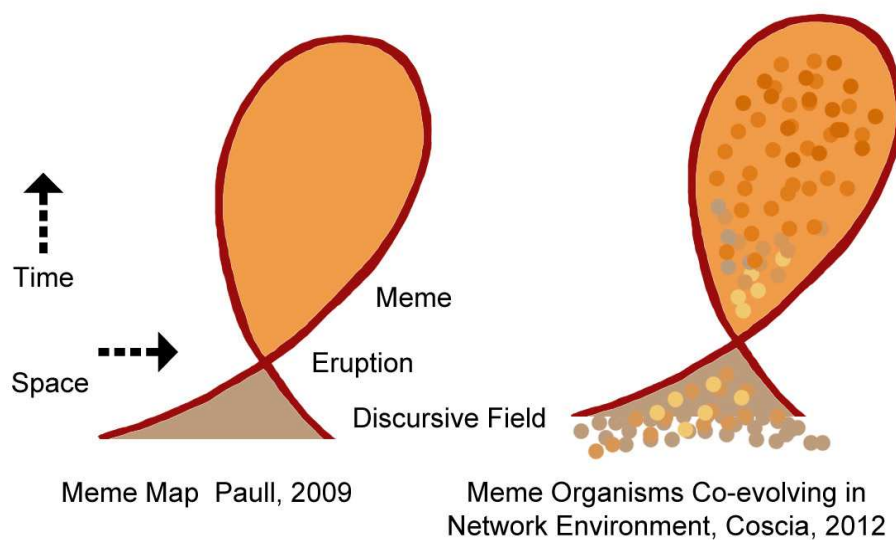 Time
Meme
Eruption
Space
Discursive Field
Meme Map  Paull, 2009
Meme Organisms Co-evolving in
Network Environment, Coscia, 2012